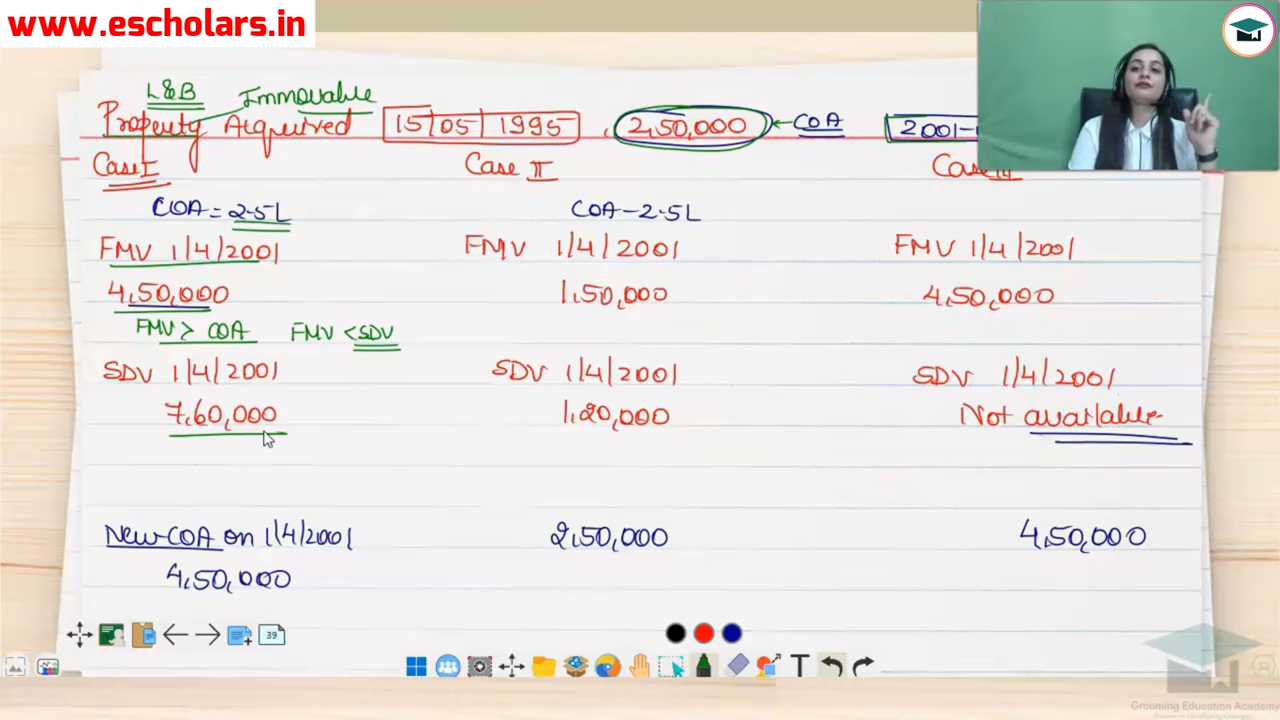 www.escholars.in
L&B
Immovable
Property Acquired 15/05/1995, 2,50,000 ← COA 2001-
Case I Case II Case III
COA = 2.5L COA - 2.5L
FMV 1/4/2001 FMV 1/4/2001 FMV 1/4/2001
4,50,000 1,50,000 4,50,000
FMV > COA FMV < SDV
SDV 1/4/2001 SDV 1/4/2001 SDV 1/4/2001
7,60,000 1,20,000 Not available
New COA on 1/4/2001 2,50,000 4,50,000
4,50,000
39
T
Grooming Education Academy